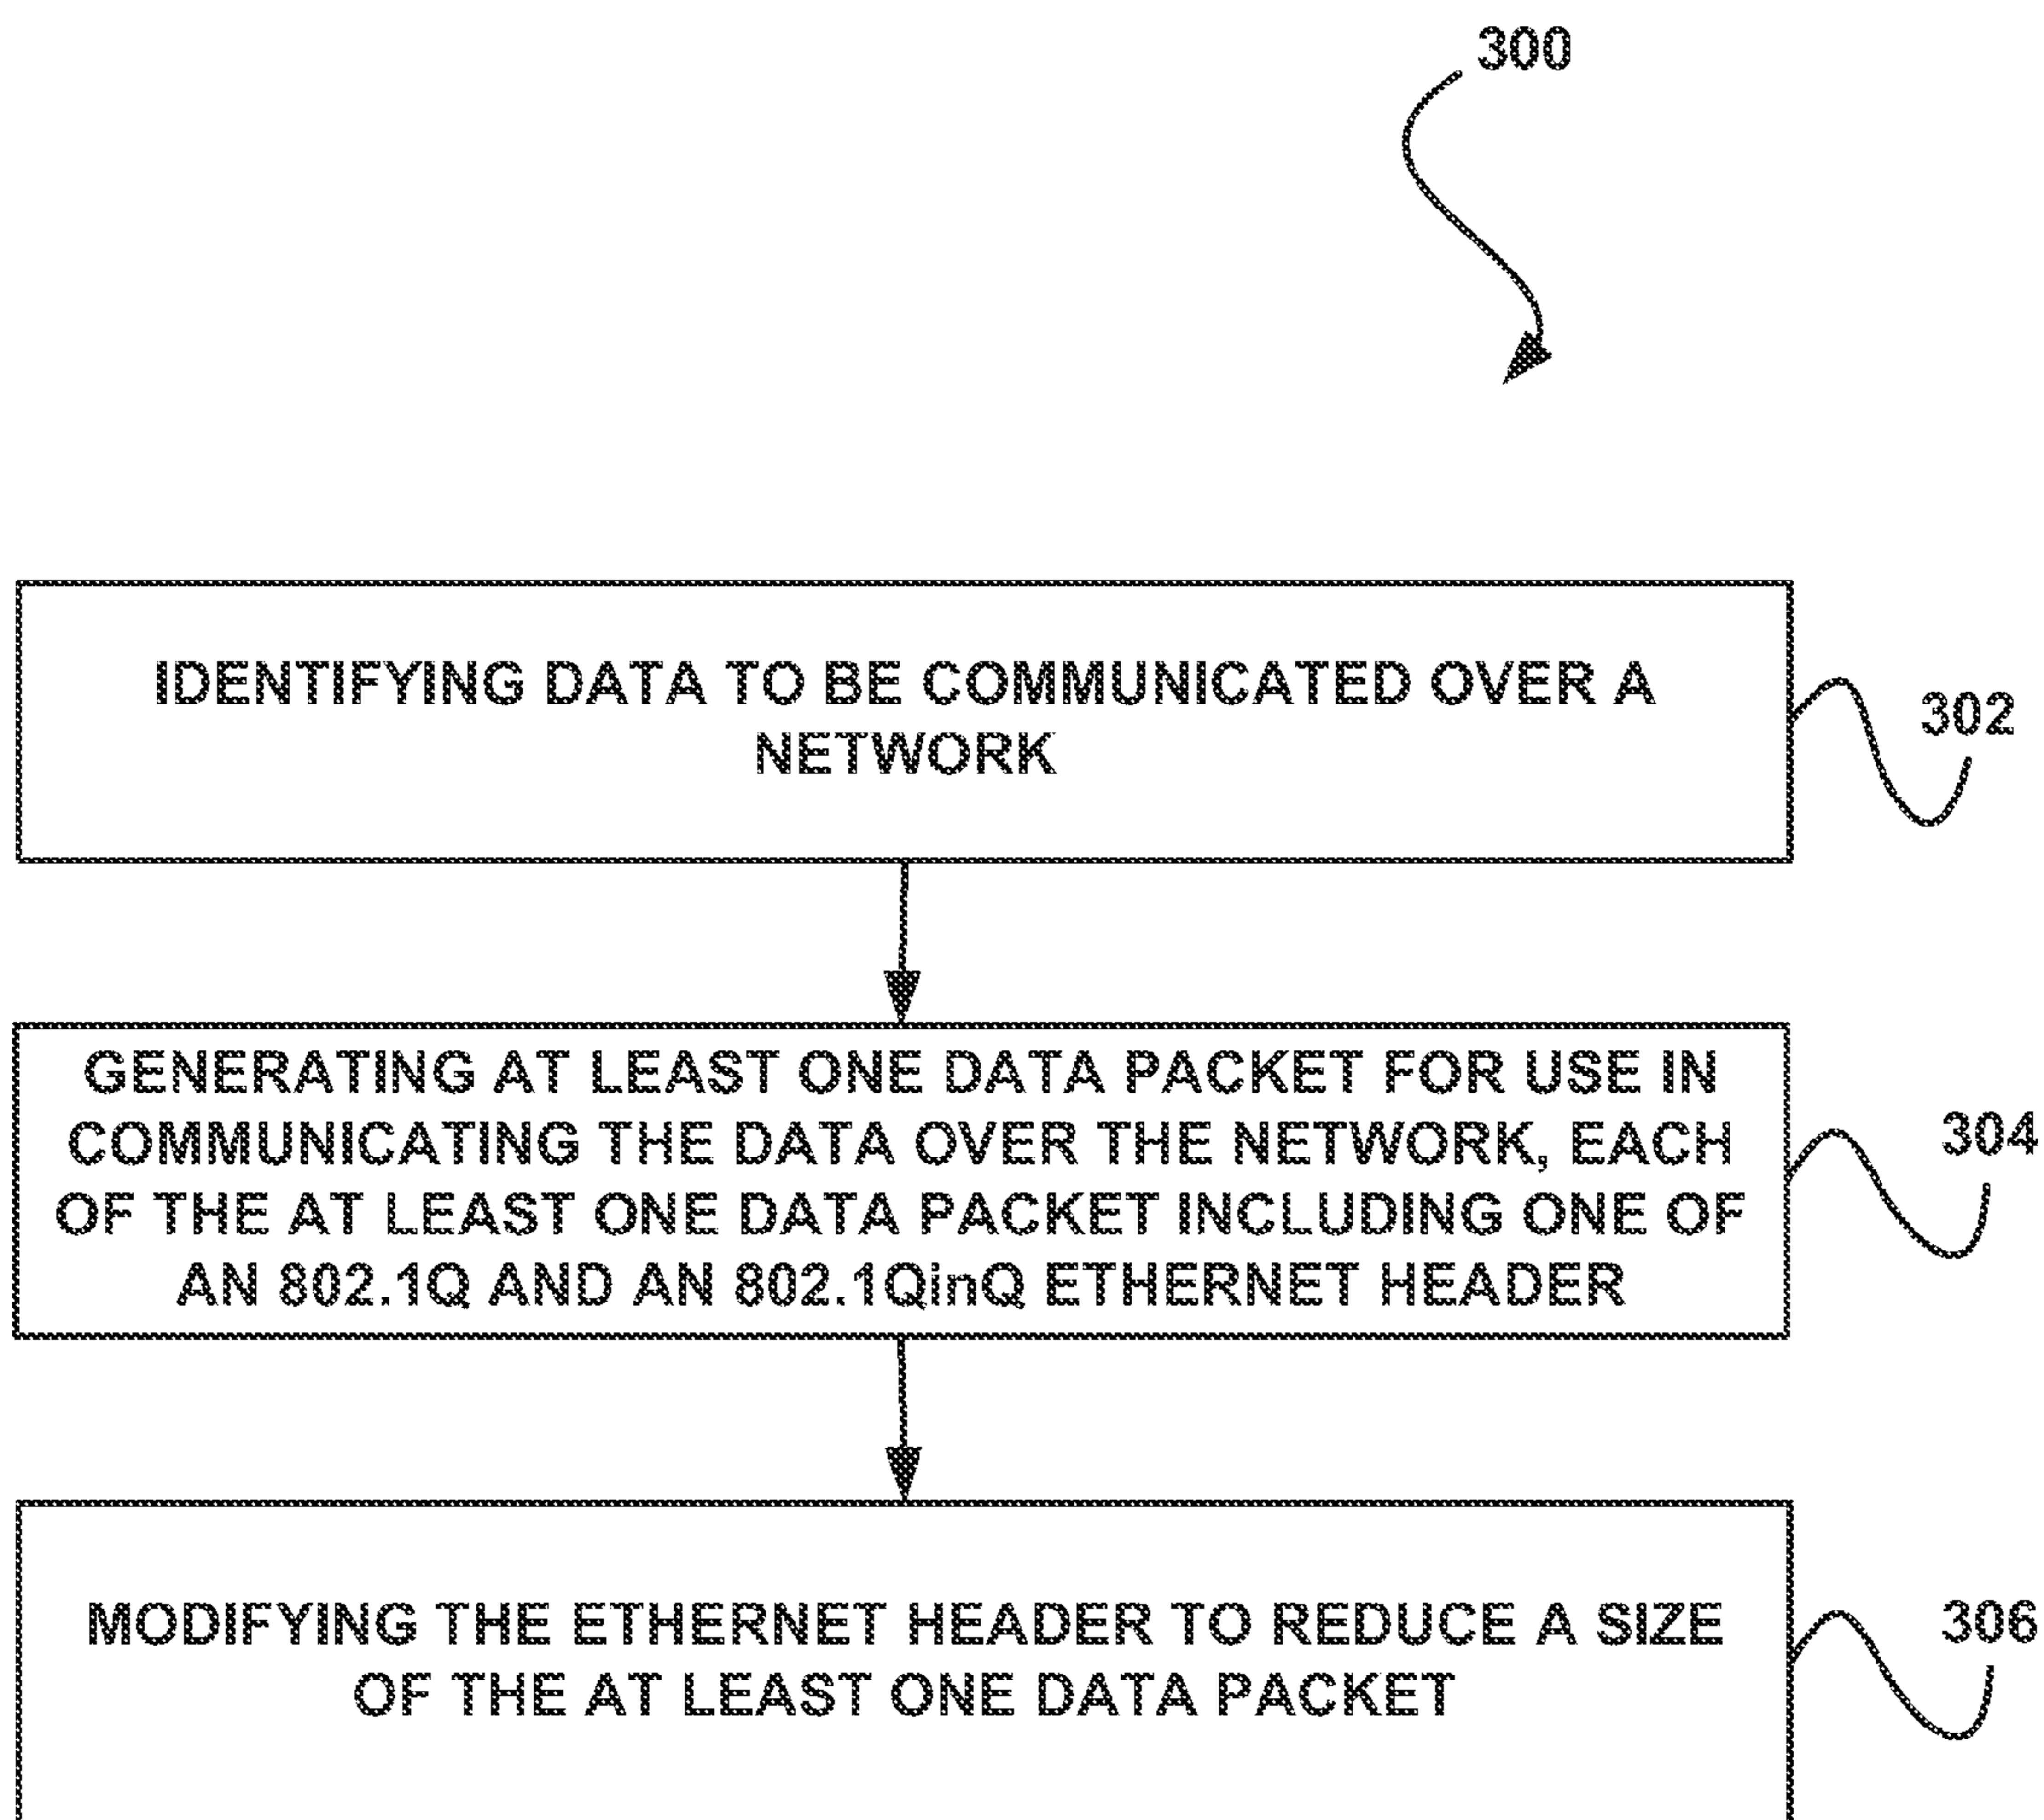 300
IDENTIFYING DATA TO BE COMMUNICATED OVER A
NETWORK
302
GENERATING AT LEAST ONE DATA PACKET FOR USE IN
COMMUNICATING THE DATA OVER THE NETWORK, EACH
OF THE AT LEAST ONE DATA PACKET INCLUDING ONE OF
AN 802.1Q AND AN 802.1QinQ ETHERNET HEADER
304
MODIFYING THE ETHERNET HEADER TO REDUCE A SIZE
OF THE AT LEAST ONE DATA PACKET
306